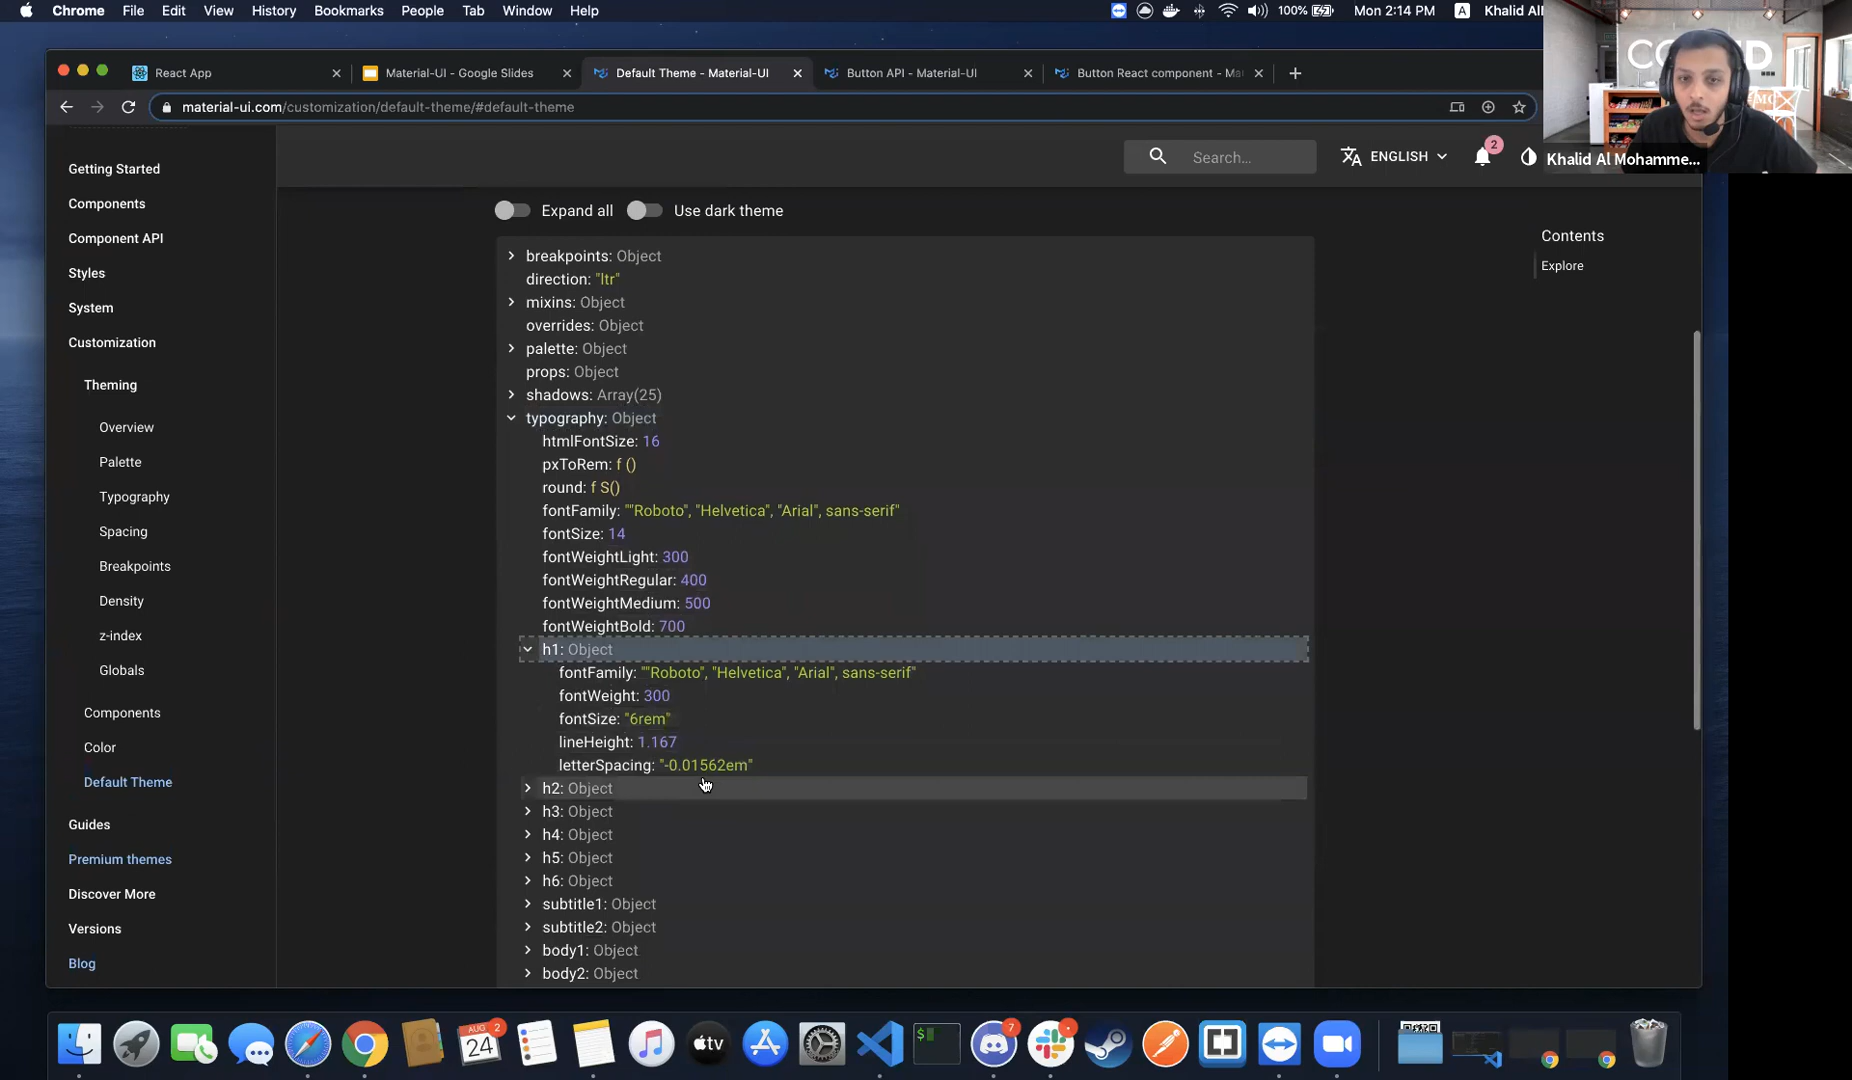 Chrome File Edit View History Bookmarks People Tab Window Help
100% Mon 2:14 PM A Khalid Al
React App
Material-UI - Google Slides
Default Theme - Material-UI
Button API - Material-UI
Button React component - Ma
material-ui.com/customization/default-theme/#default-theme
Khalid Al Mohamme...
Getting Started
Components
Component API
Styles
System
Customization
Theming
Overview
Palette
Typography
Spacing
Breakpoints
Density
z-index
Globals
Components
Color
Default Theme
Guides
Premium themes
Discover More
Versions
Blog
Search…
ENGLISH
2
Expand all Use dark theme
breakpoints: Object
direction: "ltr"
mixins: Object
overrides: Object
palette: Object
props: Object
shadows: Array(25)
typography: Object
htmlFontSize: 16
pxToRem: f ()
round: f S()
fontFamily: ""Roboto", "Helvetica", "Arial", sans-serif"
fontSize: 14
fontWeightLight: 300
fontWeightRegular: 400
fontWeightMedium: 500
fontWeightBold: 700
h1: Object
fontFamily: ""Roboto", "Helvetica", "Arial", sans-serif"
fontWeight: 300
fontSize: "6rem"
lineHeight: 1.167
letterSpacing: "-0.01562em"
h2: Object
h3: Object
h4: Object
h5: Object
h6: Object
subtitle1: Object
subtitle2: Object
body1: Object
body2: Object
Contents
Explore
AUG 2
24
tv
$
7